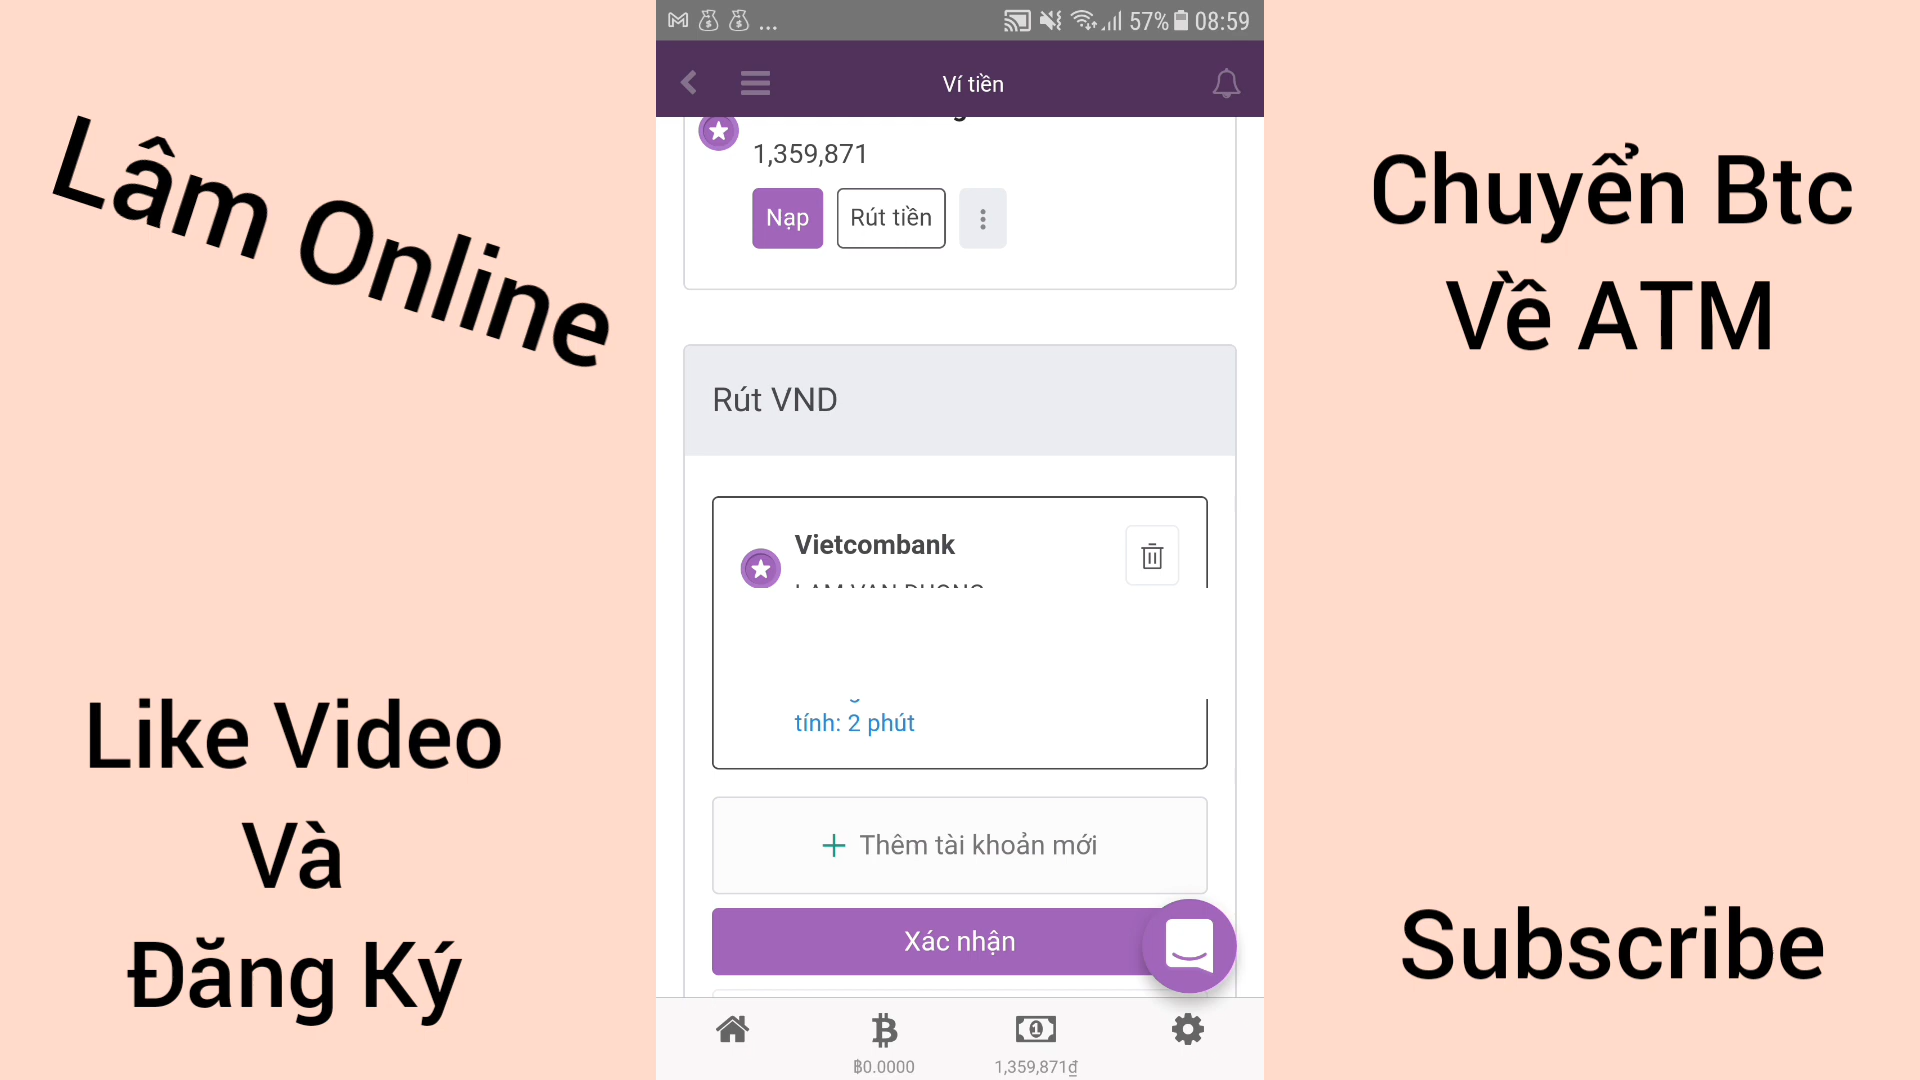 Lâm Online
Like Video
Và
Đăng Ký
... 57% 08:59
Ví tiền
1,359,871
Nạp Rút tiền
Rút VND
Vietcombank
tính: 2 phút
Thêm tài khoản mới
Xác nhận
฿0.0000 1,359,871₫
Chuyển Btc
Về ATM
Subscribe